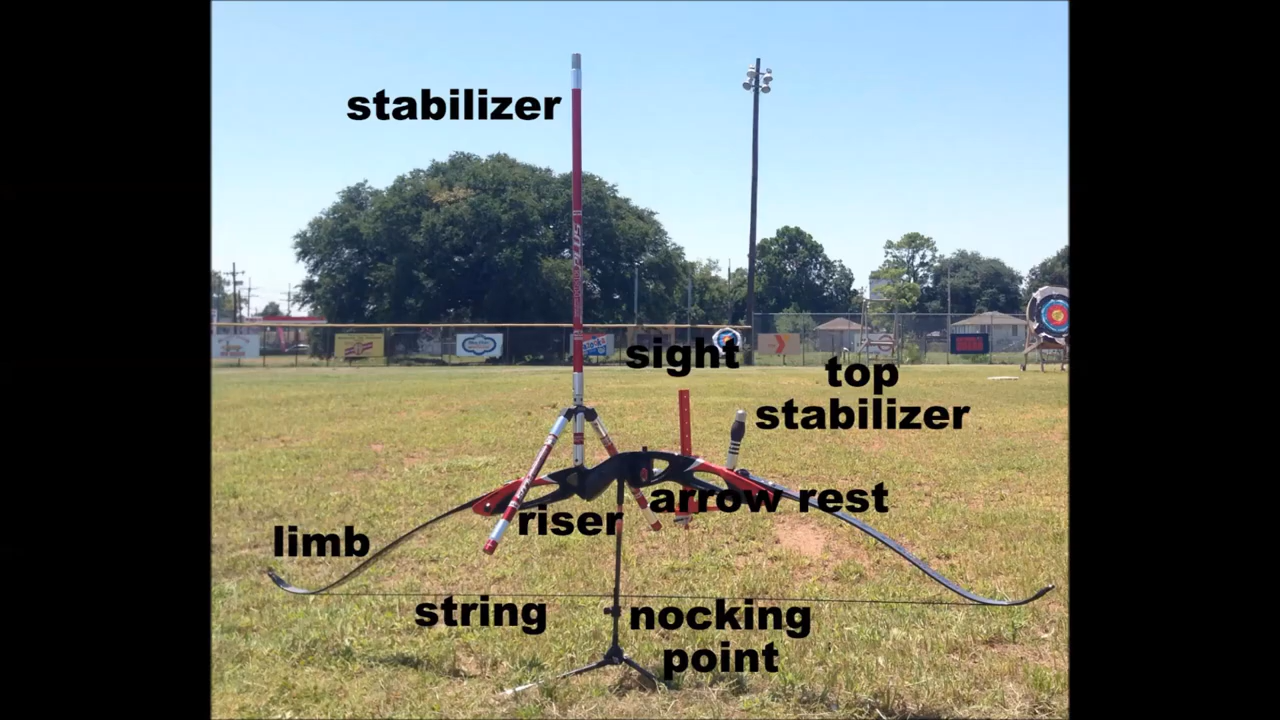 stabilizer
sight
top
stabilizer
arrow rest
riser
limb
string
nocking
point